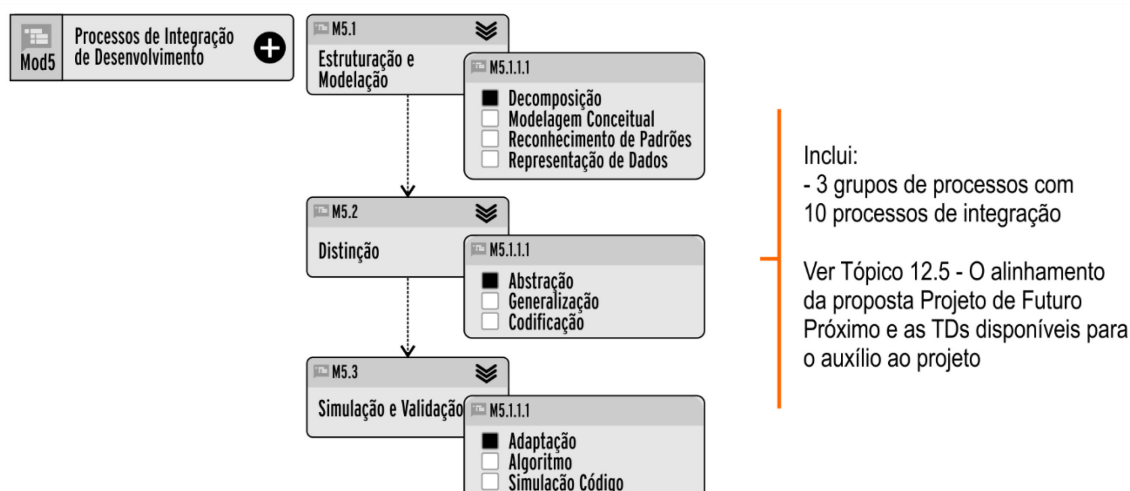 Mod5
Processos de Integração
de Desenvolvimento
M5.1
Estruturação e
Modelação
M5.1.1.1
Decomposição
Modelagem Conceitual
Reconhecimento de Padrões
Representação de Dados
M5.2
Distinção
M5.1.1.1
Abstração
Generalização
Codificação
M5.3
Simulação e Validação
M5.1.1.1
Adaptação
Algoritmo
Simulação Código
Inclui:
- 3 grupos de processos com
10 processos de integração
Ver Tópico 12.5 - O alinhamento
da proposta Projeto de Futuro
Próximo e as TDs disponíveis para
o auxílio ao projeto